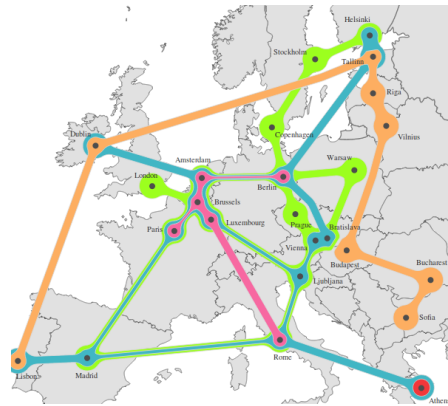 Helsinki
Stockholm
Tallinn
Riga
Copenhagen
Vilnius
Dublin
Amsterdam
Warsaw
London
Berlin
Brussels
Prague
Luxembourg
Paris
Bratislava
Vienna
Budapest
Bucharest
Ljubljana
Sofia
Rome
Lisbon
Madrid
Athen